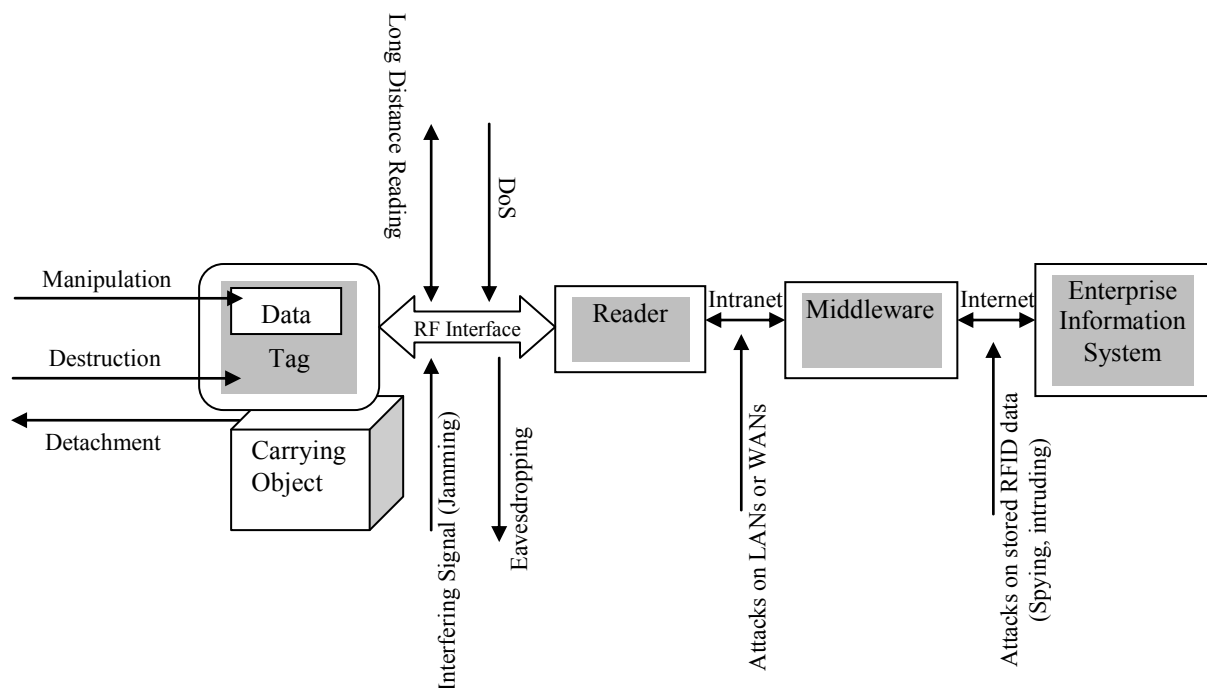 Long Distance Reading
DoS
Manipulation
Data
Tag
Destruction
Detachment
Carrying
Object
RF Interface
Interfering Signal (Jamming)
Eavesdropping
Reader
Intranet
Attacks on LANs or WANs
Middleware
Internet
Attacks on stored RFID data
(Spying, intruding)
Enterprise
Information
System